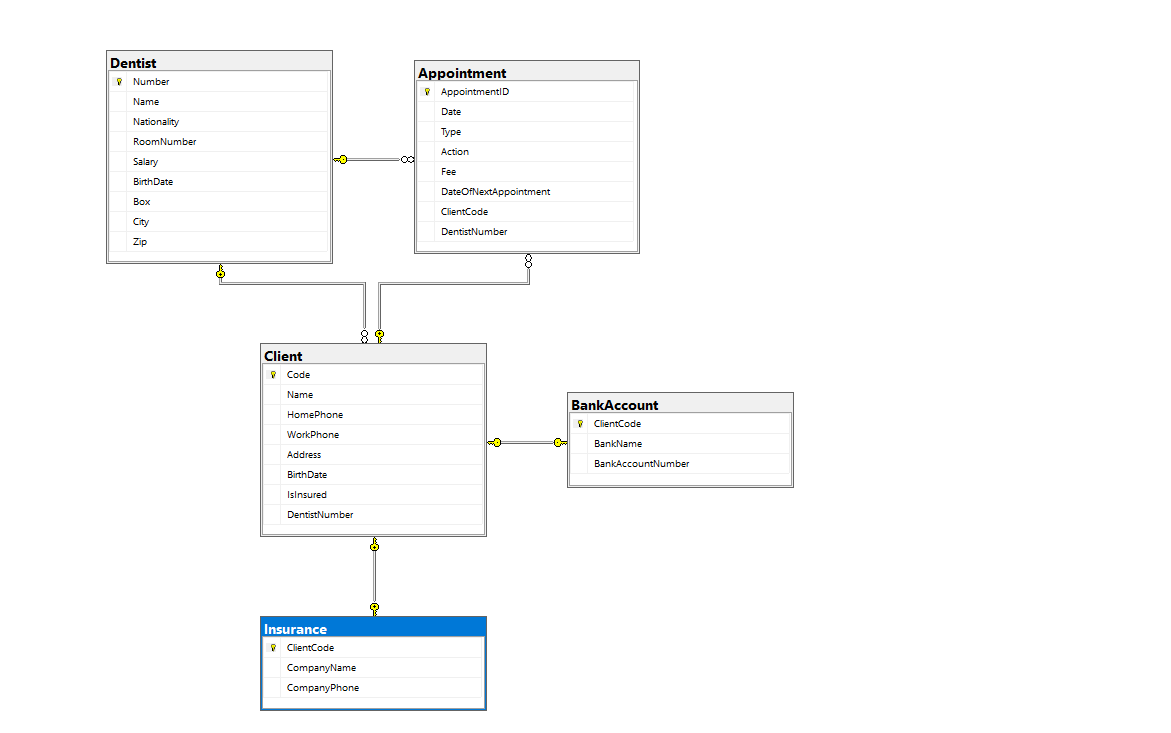 Dentist
Number
Name
Nationality
RoomNumber
Salary
BirthDate
Box
City
Zip
Appointment
AppointmentID
Date
Type
Action
Fee
DateOfNextAppointment
ClientCode
DentistNumber
Client
Code
Name
HomePhone
WorkPhone
Address
BirthDate
IsInsured
DentistNumber
BankAccount
ClientCode
BankName
BankAccountNumber
Insurance
ClientCode
CompanyName
CompanyPhone